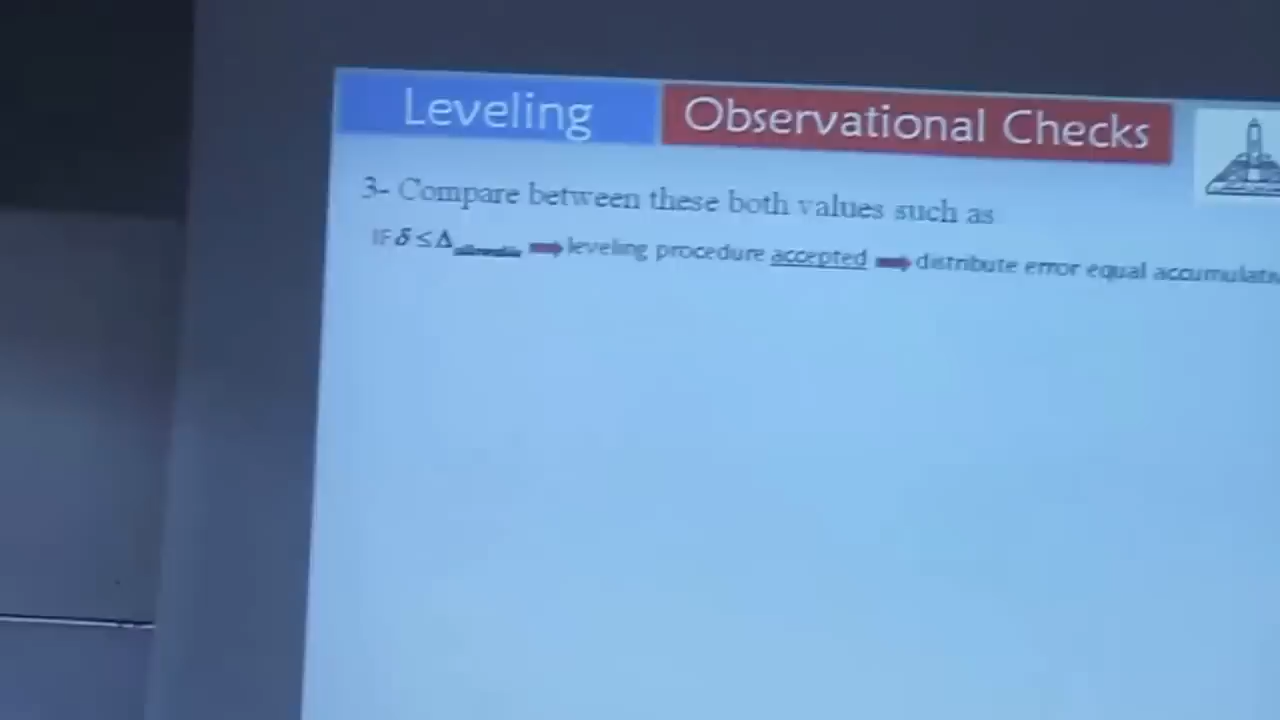 Leveling
Observational Checks
3- Compare between these both values such as
IF δ ≤ Δ ➡ leveling procedure accepted ➡ distribute error equal